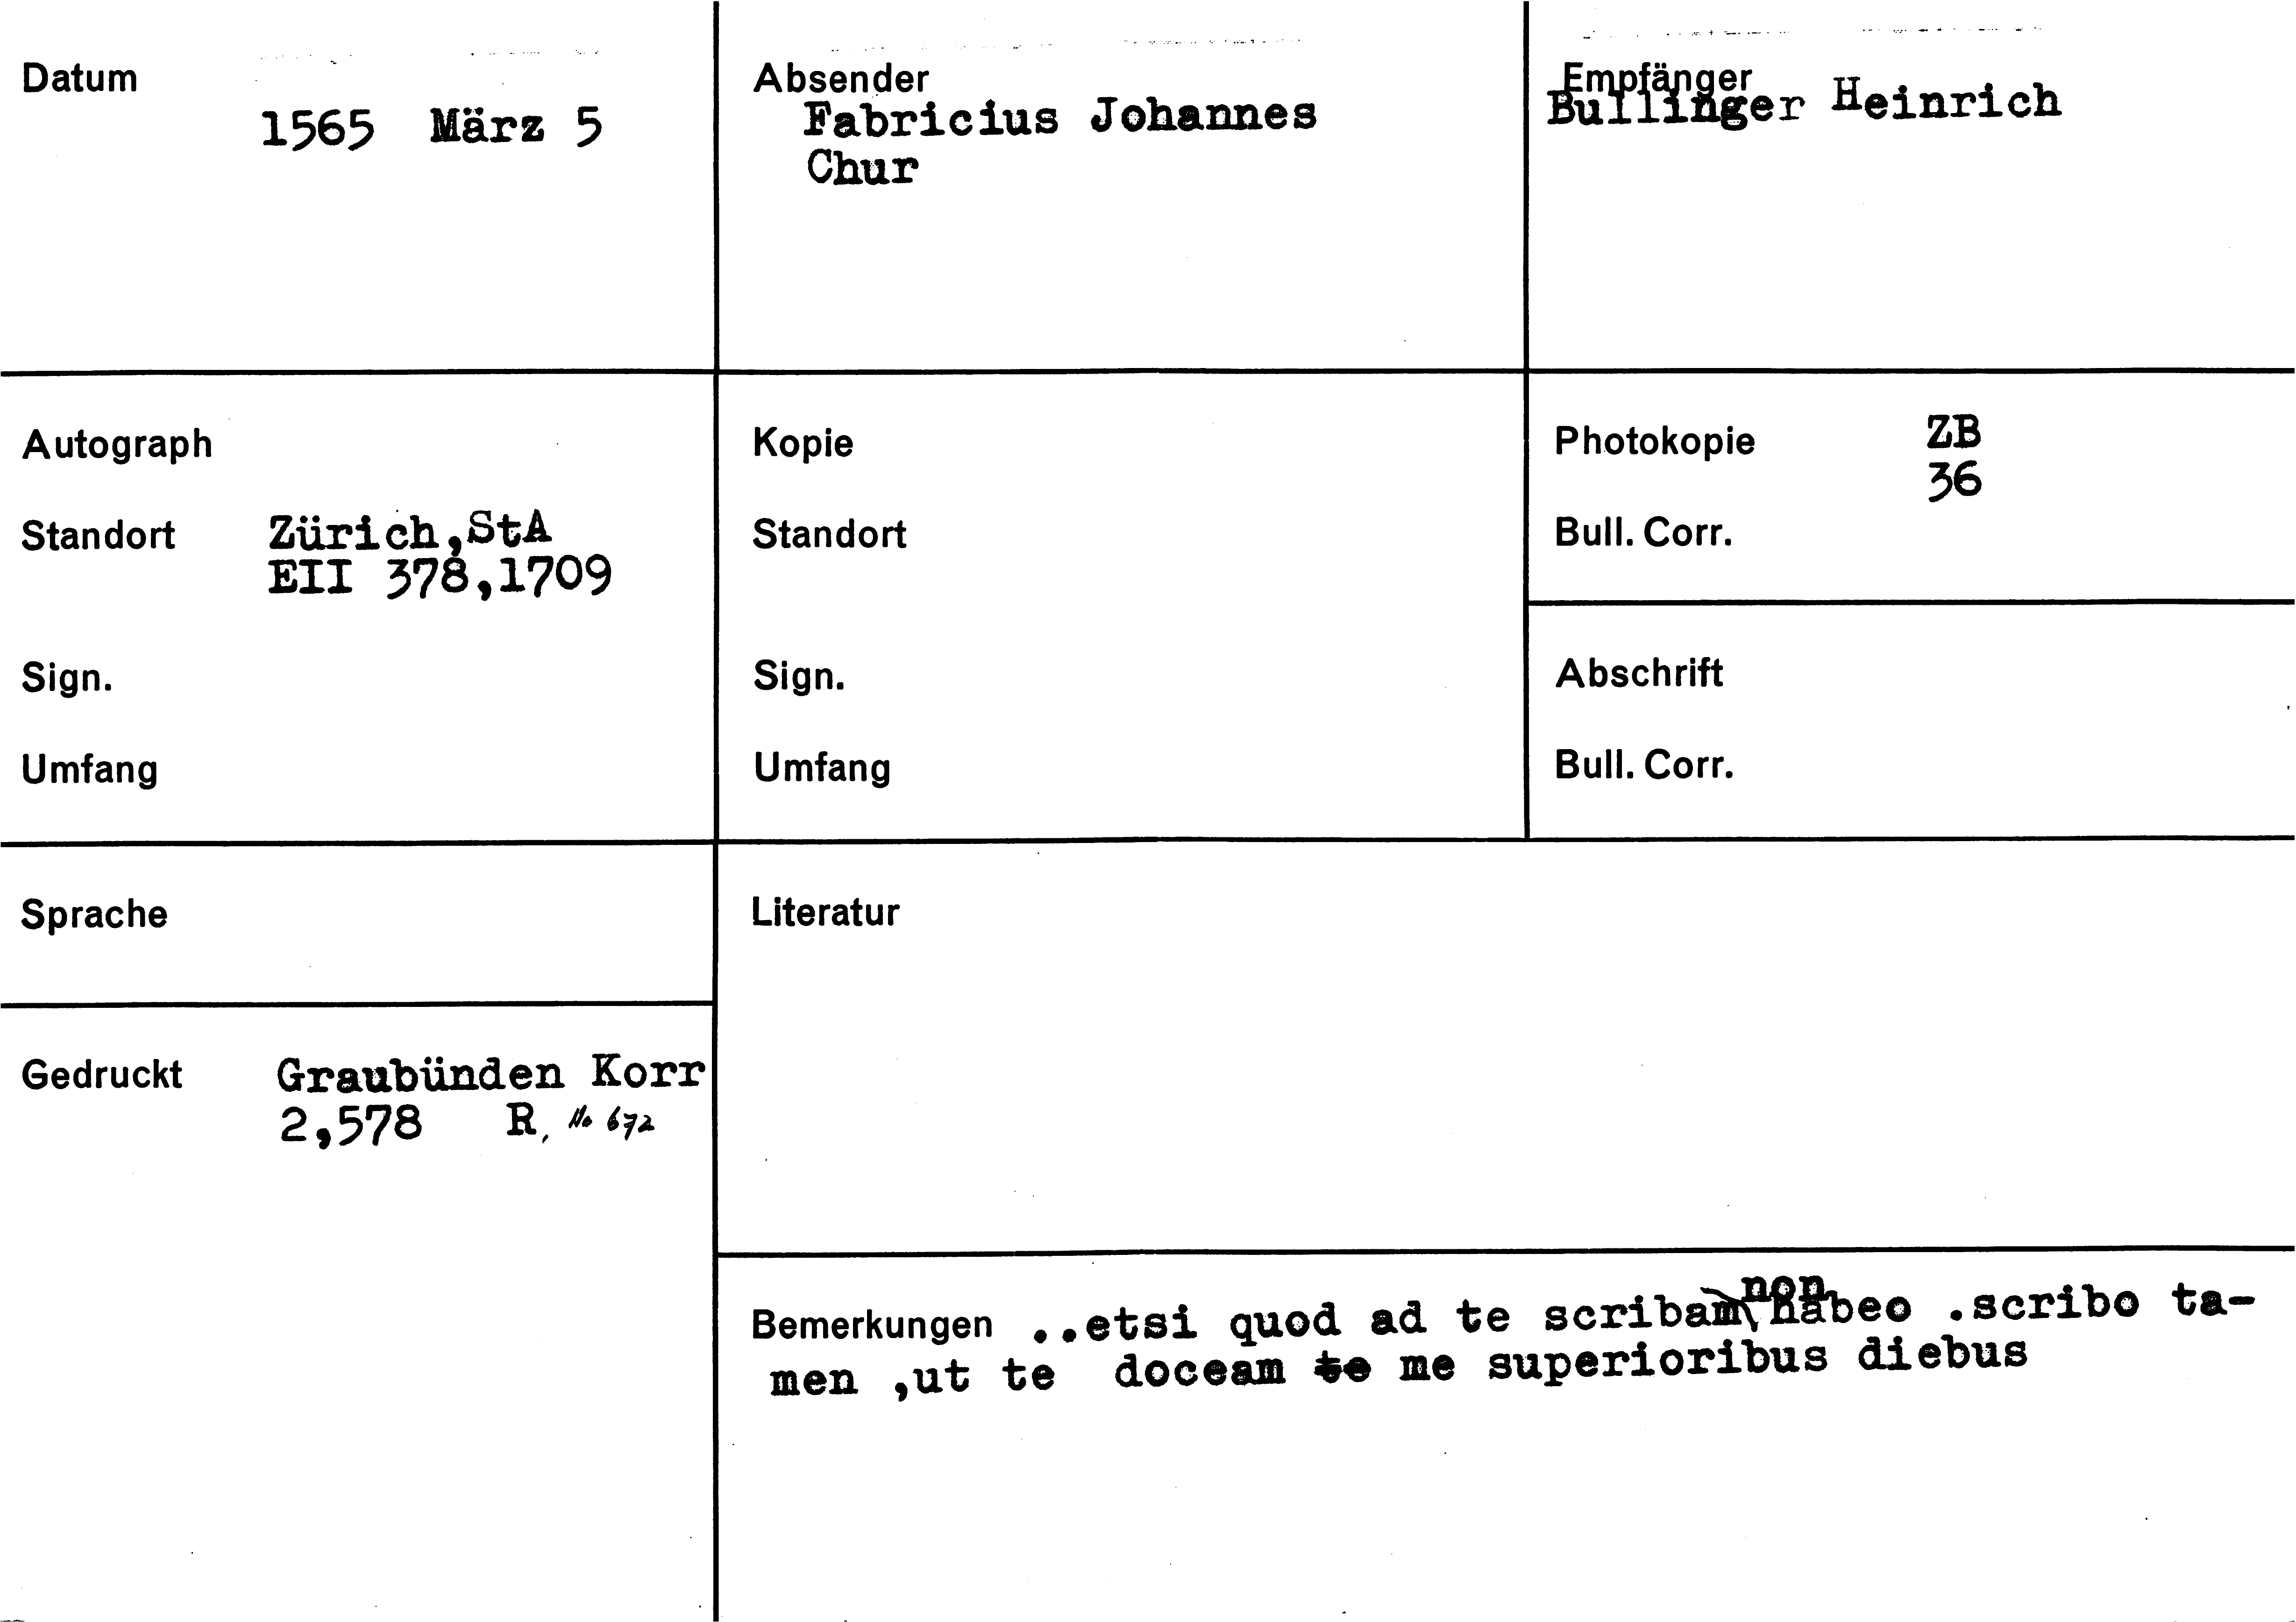 Datum
1565 März 5
Absender
Fabricius Johannes
Chur
Empfänger
Bullinger Heinrich
Autograph
Standort Zürich,StA
EII 378,1709
Sign.
Umfang
Kopie
Standort
Sign.
Umfang
Photokopie ZB
36
Bull. Corr.
Abschrift
Bull. Corr.
Sprache
Literatur
Gedruckt Graubünden Korr
2,578 R, No 672
Bemerkungen ..etsi quod ad te scribam non habeo .scribo ta-
men ,ut te doceam te me superioribus diebus